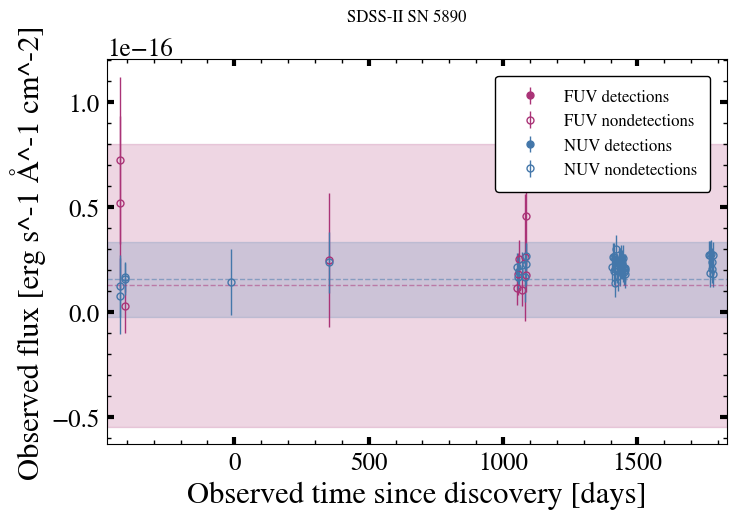 SDSS-II SN 5890
1e−16
Observed flux [erg s^-1 Å^-1 cm^-2]
1.0
0.5
0.0
−0.5
FUV detections
FUV nondetections
NUV detections
NUV nondetections
0 500 1000 1500
Observed time since discovery [days]